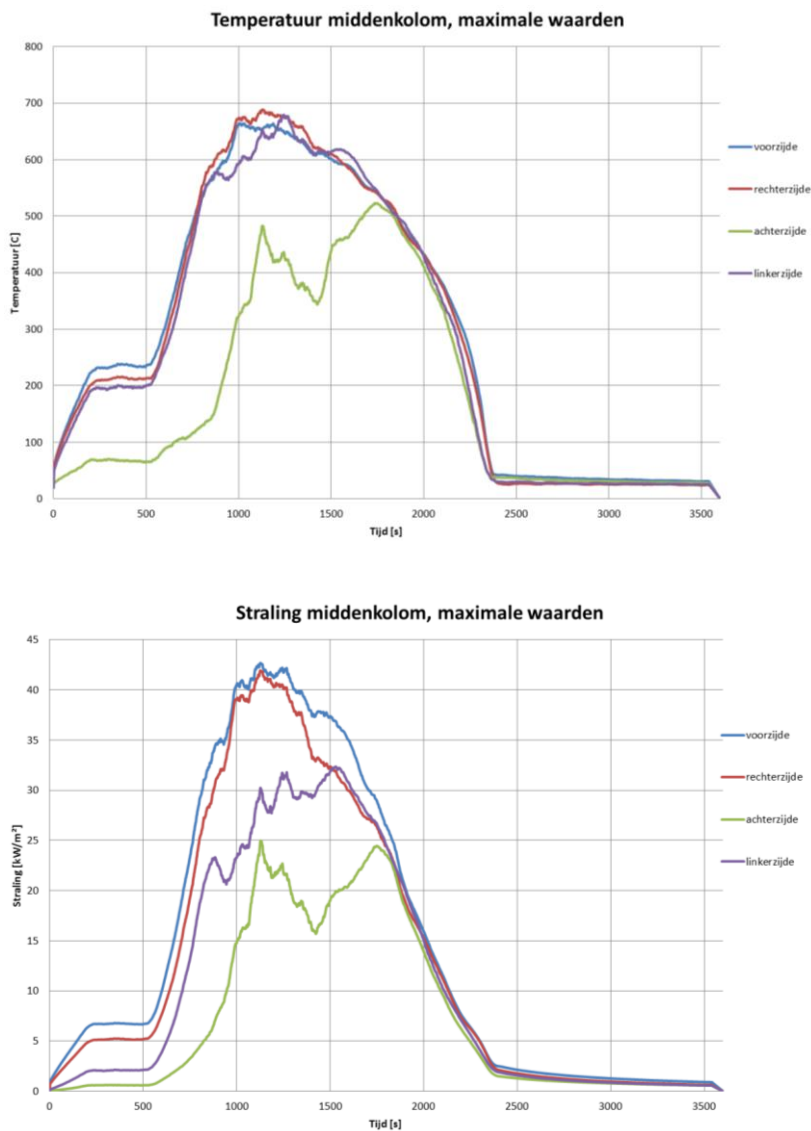 Temperatuur middenkolom, maximale waarden
800
700
600
500
400
300
200
100
0
Temperatuur [C]
0 500 1000 1500 2000 2500 3000 3500
Tijd [s]
voorzijde
rechterzijde
achterzijde
linkerzijde
Straling middenkolom, maximale waarden
45
40
35
30
25
20
15
10
5
0
Straling [kW/m²]
0 500 1000 1500 2000 2500 3000 3500
Tijd [s]
voorzijde
rechterzijde
achterzijde
linkerzijde